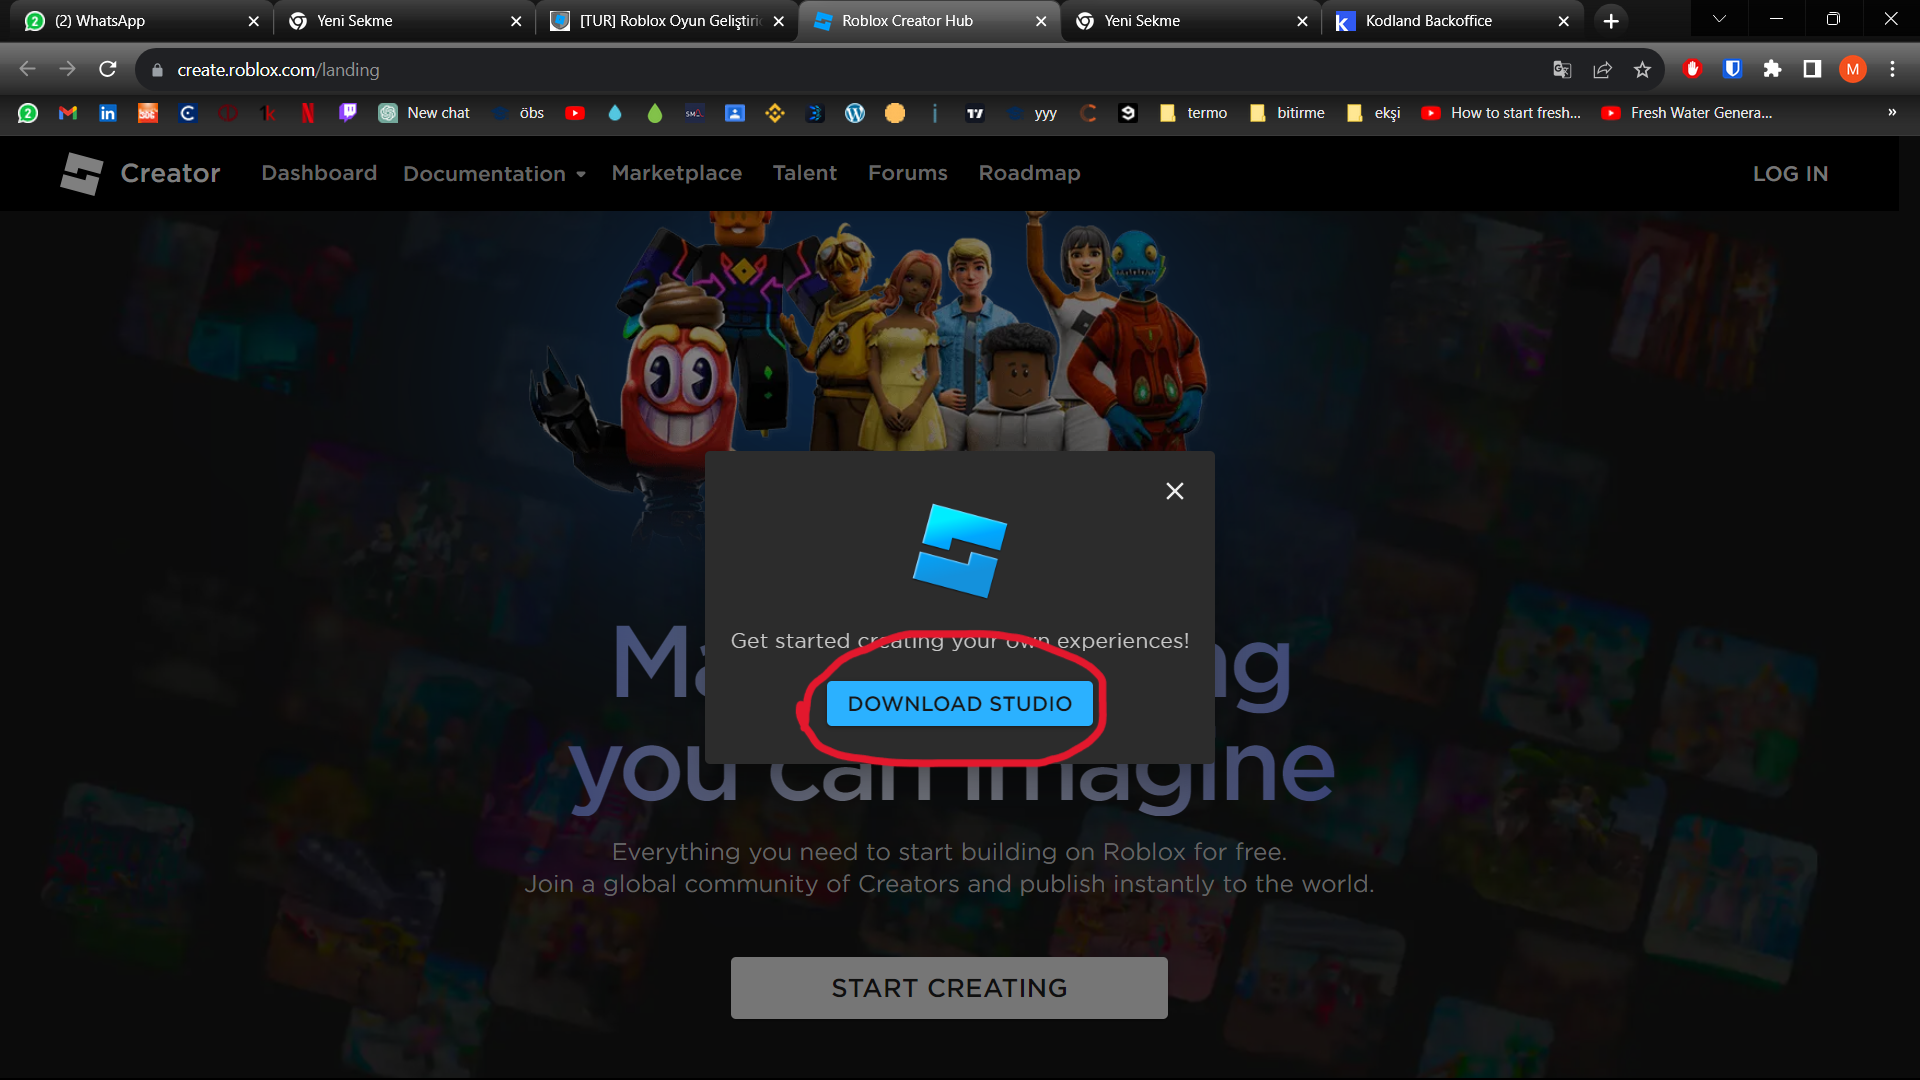 (2) WhatsApp
Yeni Sekme
[TUR] Roblox Oyun Geliştiric
Roblox Creator Hub
Yeni Sekme
Kodland Backoffice
create.roblox.com/landing
M
New chat
öbs
yyy
termo
bitirme
ekşi
How to start fresh...
Fresh Water Genera...
»
Creator
Dashboard
Documentation
Marketplace
Talent
Forums
Roadmap
LOG IN
Get started creating your own experiences!
DOWNLOAD STUDIO
you can imagine
Everything you need to start building on Roblox for free.
Join a global community of Creators and publish instantly to the world.
START CREATING